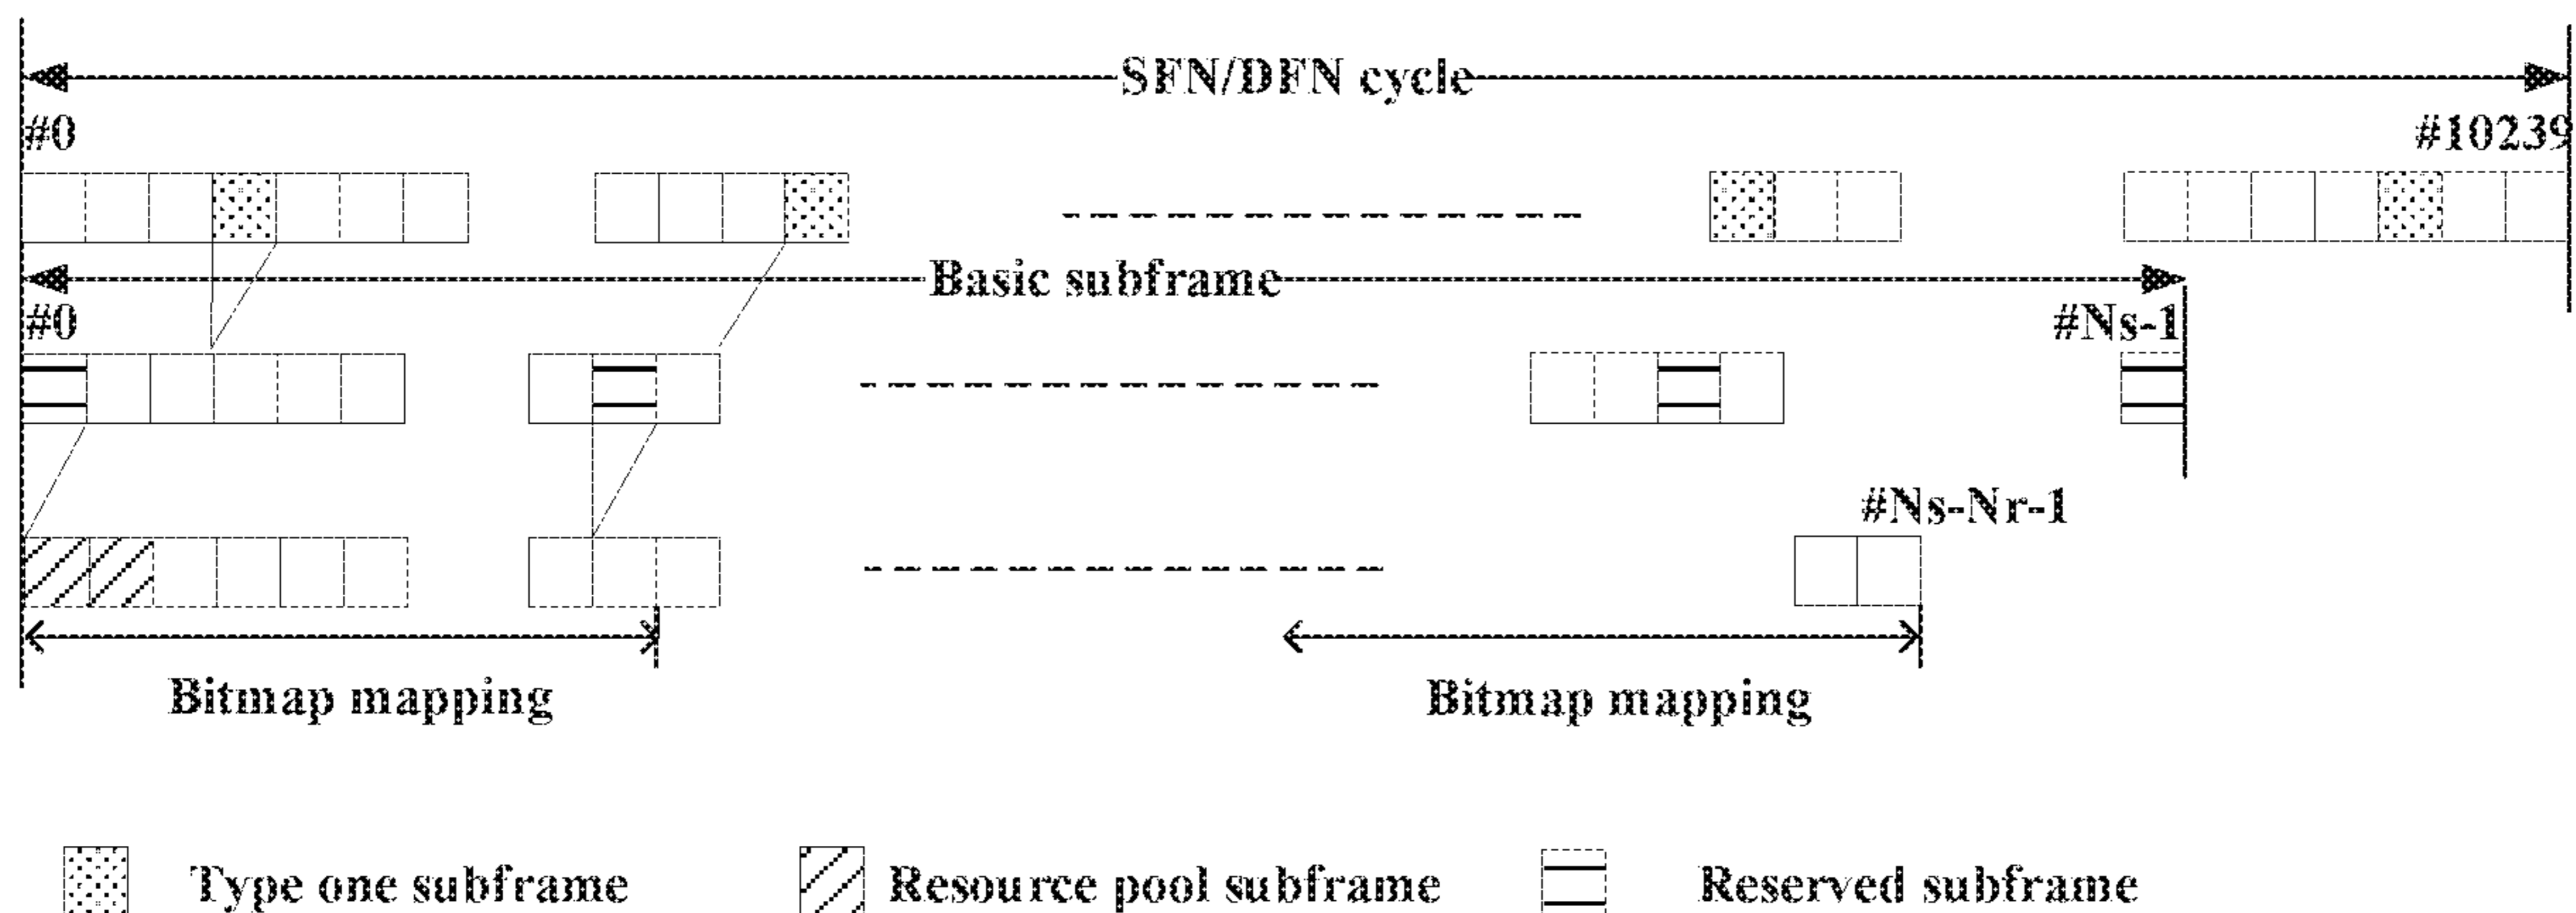 SFN/DFN cycle
#0
#10239
Basic subframe
#0
#Ns-1
#Ns-Nr-1
Bitmap mapping
Bitmap mapping
Type one subframe
Resource pool subframe
Reserved subframe